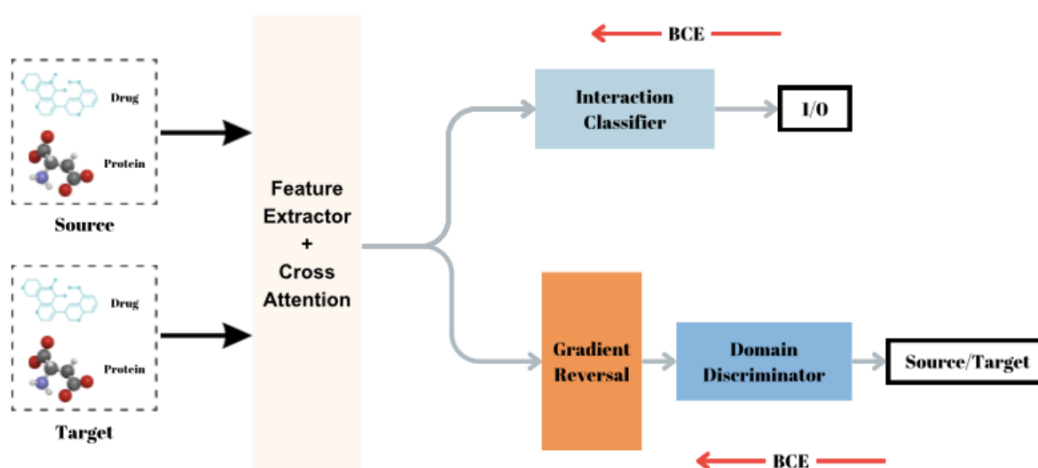 Drug
Protein
Source
Drug
Protein
Target
Feature
Extractor
+
Cross
Attention
BCE
Interaction
Classifier
1/0
Gradient
Reversal
Domain
Discriminator
Source/Target
BCE